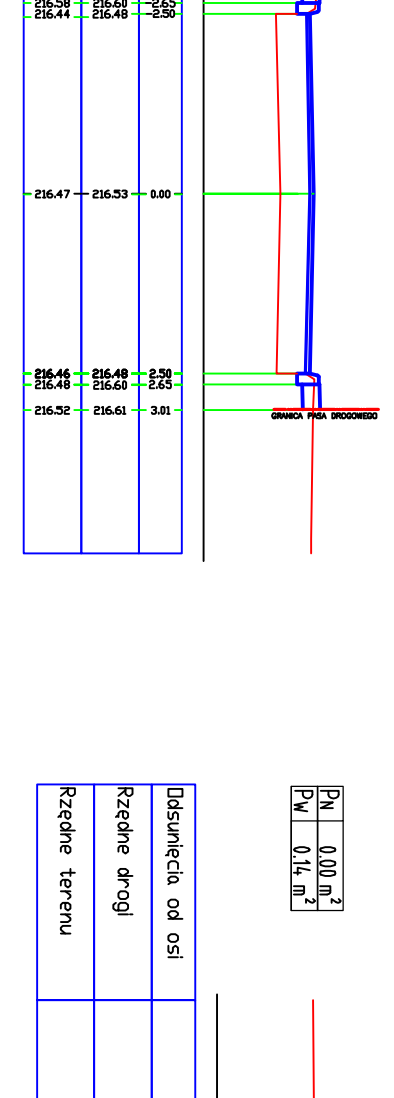 216.58 216.60 -2.65
216.44 216.48 -2.50
216.47 216.53 0.00
216.46 216.48 2.50
216.48 216.60 2.65
216.52 216.61 3.01
GRANICA PASA DROGOWEGO
PN 0.00 m²
PW 0.14 m²
Odsunięcia od osi
Rzędne drogi
Rzędne terenu